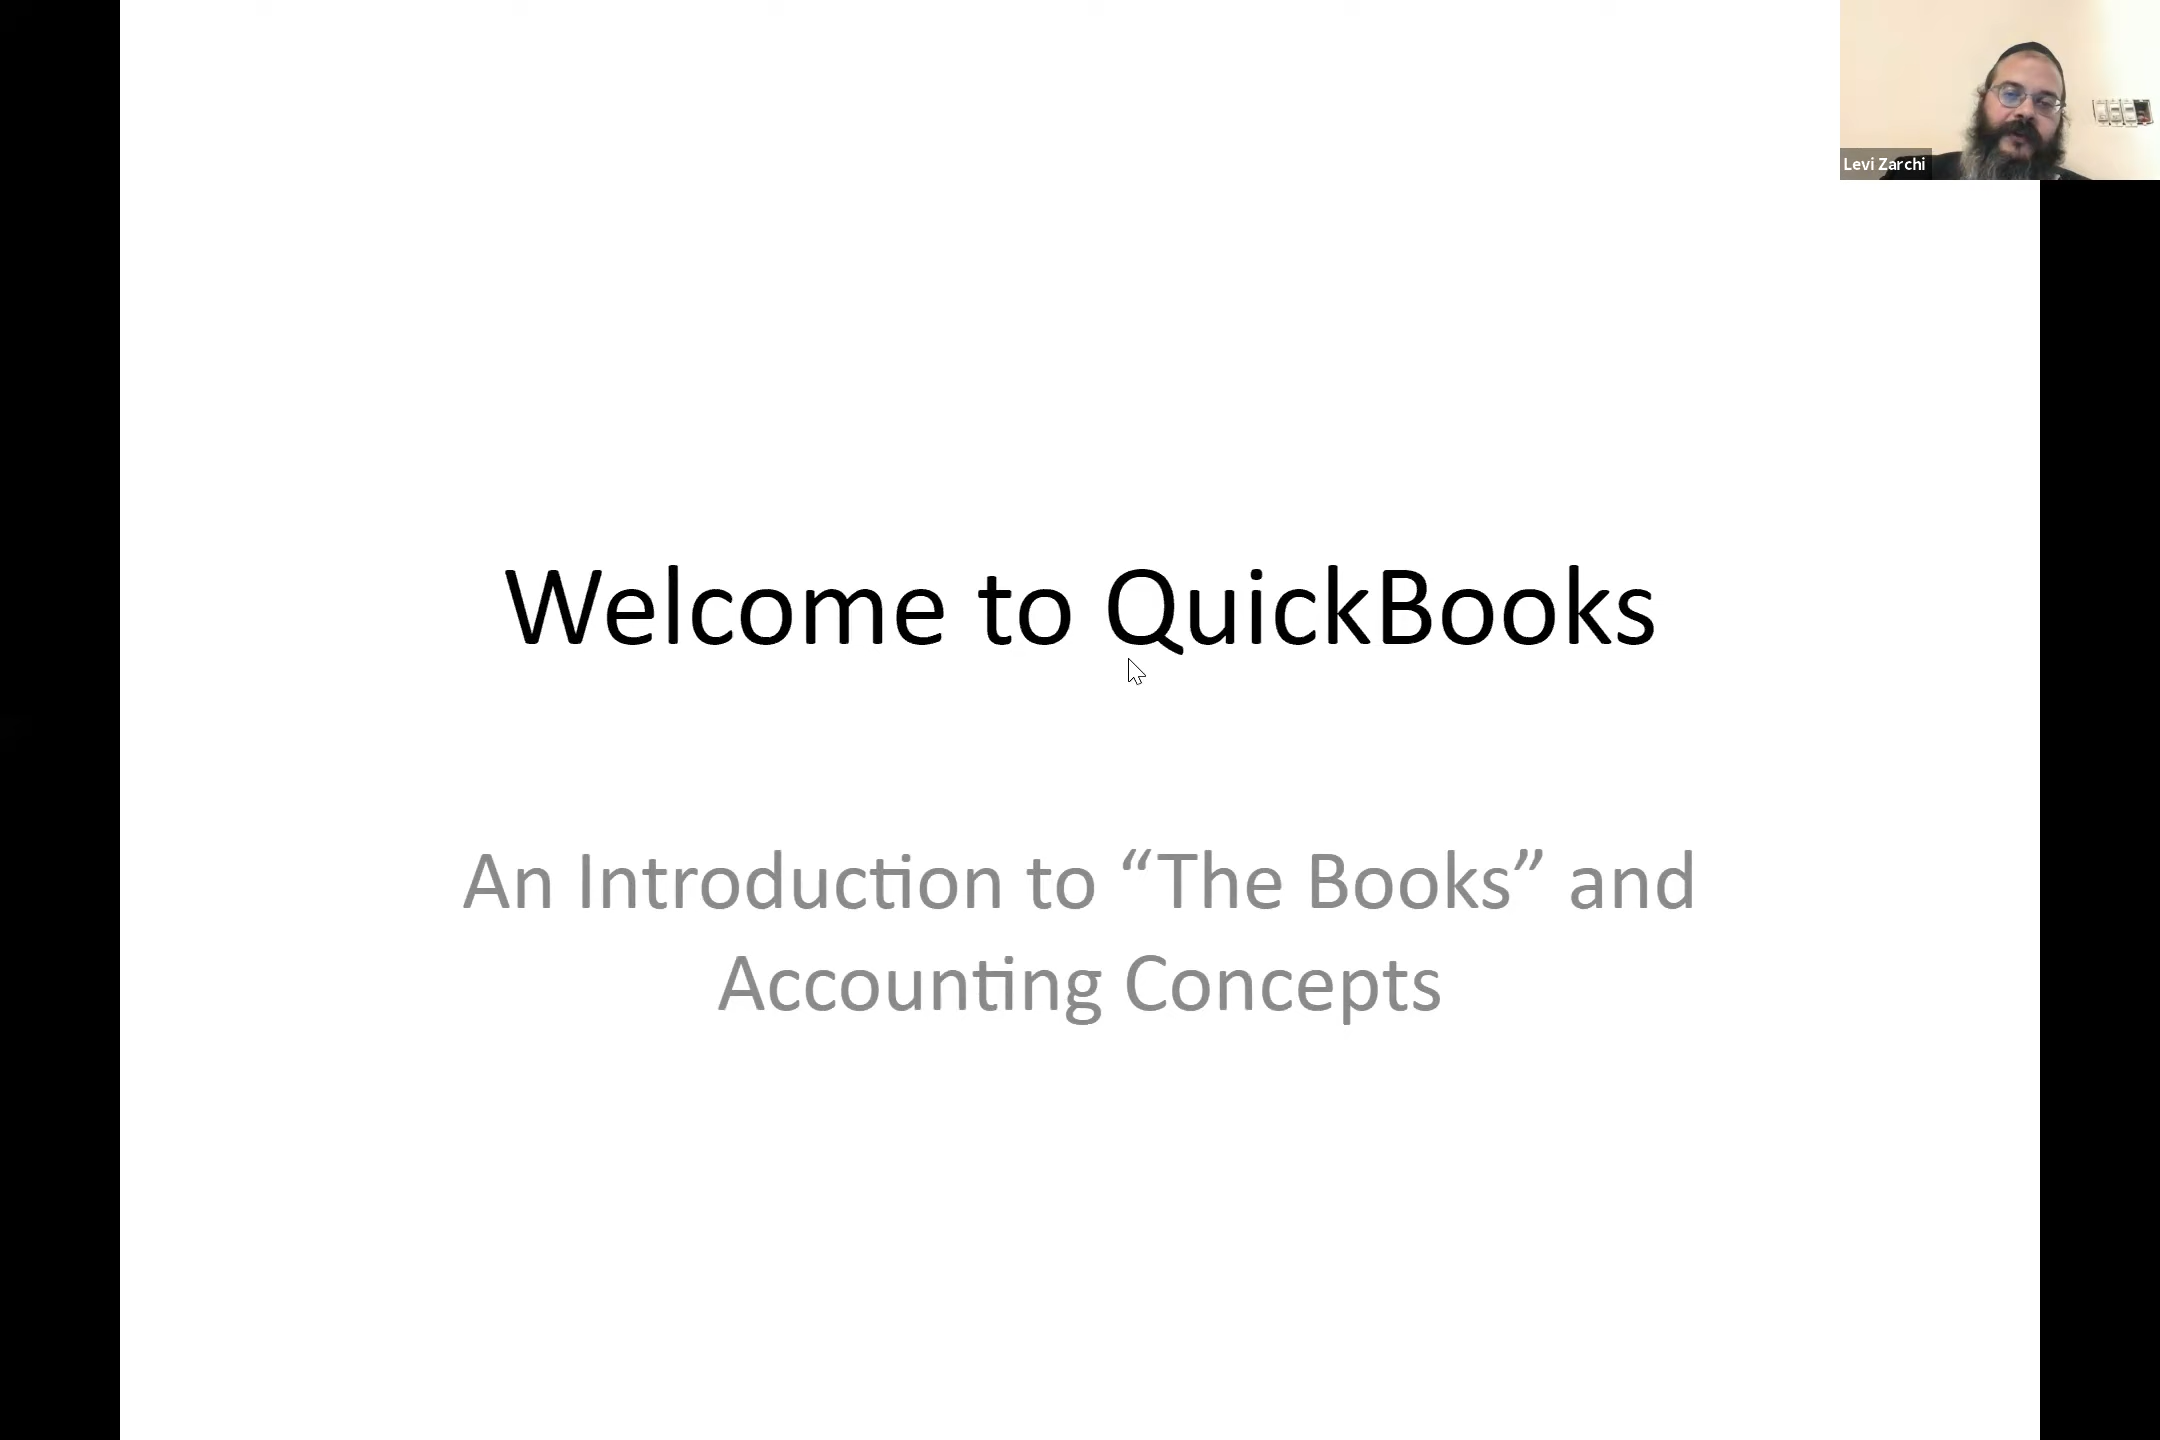 Levi Zarchi
Welcome to QuickBooks
An Introduction to “The Books” and
Accounting Concepts